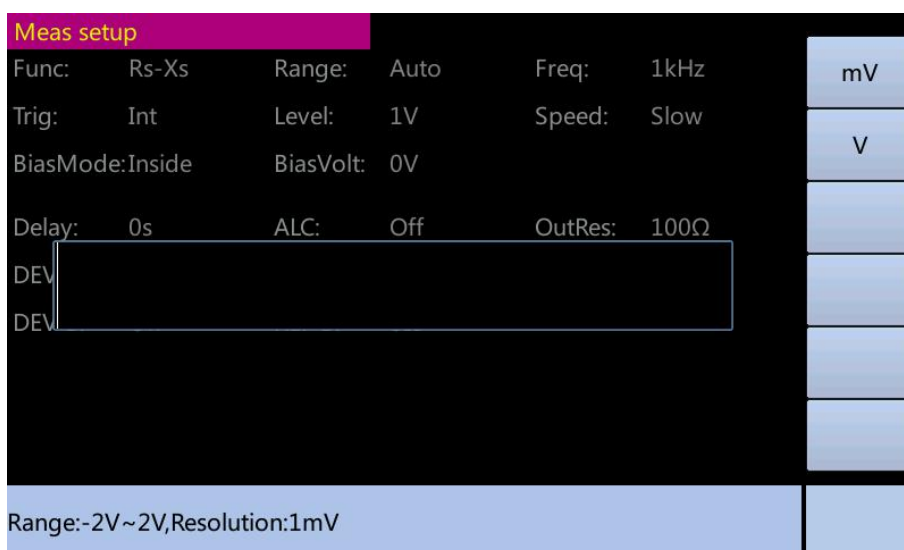 Meas setup
Func: Rs-Xs Range: Auto Freq: 1kHz
Trig: Int Level: 1V Speed: Slow
BiasMode:Inside BiasVolt: 0V
Delay: 0s ALC: Off OutRes: 100Ω
DEV
DEV
mV
V
Range:-2V~2V,Resolution:1mV